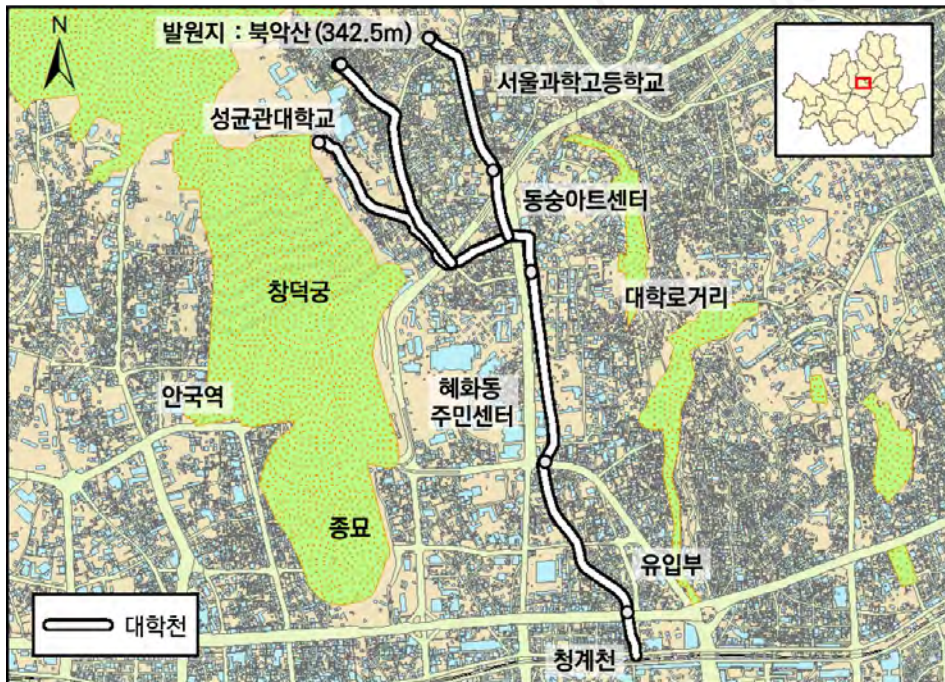 N
발원지 : 북악산(342.5m)
서울과학고등학교
성균관대학교
동숭아트센터
창덕궁
대학로거리
안국역
혜화동
주민센터
종묘
유입부
대학천
청계천